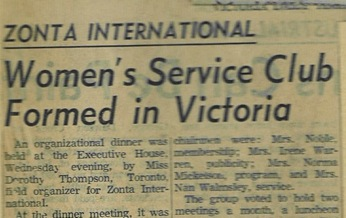 ZONTA INTERNATIONAL
Women's Service Club
Formed in Victoria
An organizational dinner was
held at the Executive House,
Wednesday evening, by Miss
Dorothy Thompson, Toronto,
field organizer for Zonta Inter-
national.
At the dinner meeting, it was
chairmen were: Mrs. Noble
membership; Mrs. Irene War-
ren, publicity; Mrs. Norma
Mickelson, program, and Mrs.
Nan Walmsley, service.
The group voted to hold two
meetings a month, a luncheon